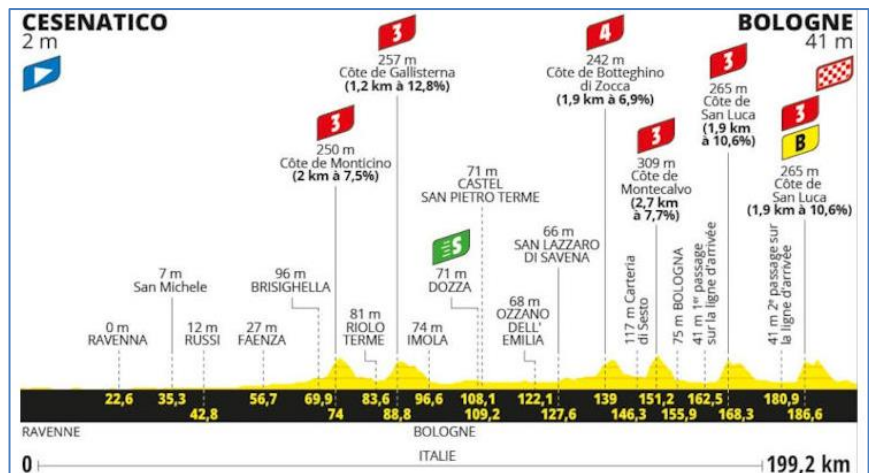 CESENATICO
2 m
BOLOGNE
41 m
3
257 m
Côte de Gallisterna
(1,2 km à 12,8%)
4
242 m
Côte de Botteghino
di Zocca
(1,9 km à 6,9%)
3
265 m
Côte de
San Luca
(1,9 km
à 10,6%)
3
250 m
Côte de Monticino
(2 km à 7,5%)
3
309 m
Côte de
Montecalvo
(2,7 km
à 7,7%)
3
B
265 m
Côte de
San Luca
(1,9 km à 10,6%)
71 m
CASTEL
SAN PIETRO TERME
S
71 m
DOZZA
66 m
SAN LAZZARO
DI SAVENA
7 m
San Michele
96 m
BRISIGHELLA
0 m
RAVENNA
12 m
RUSSI
27 m
FAENZA
81 m
RIOLO
TERME
74 m
IMOLA
68 m
OZZANO
DELL'
EMILIA
117 m Carteria
di Sesto
75 m BOLOGNA
41 m 1er passage
sur la ligne d'arrivée
41 m 2e passage sur
la ligne d'arrivée
22,6 35,3 56,7 69,9 83,6 96,6 108,1 122,1 139 151,2 162,5 180,9
42,8 74 88,8 109,2 127,6 146,3 155,9 168,3 186,6
RAVENNE BOLOGNE
ITALIE
0 199,2 km